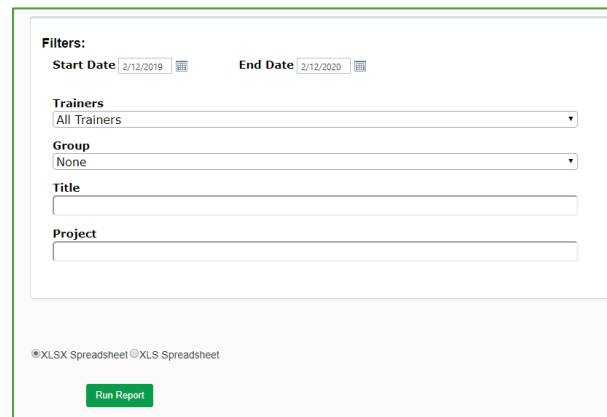 Filters:
Start Date 2/12/2019 End Date 2/12/2020
Trainers
All Trainers
Group
None
Title
Project
XLSX Spreadsheet XLS Spreadsheet
Run Report